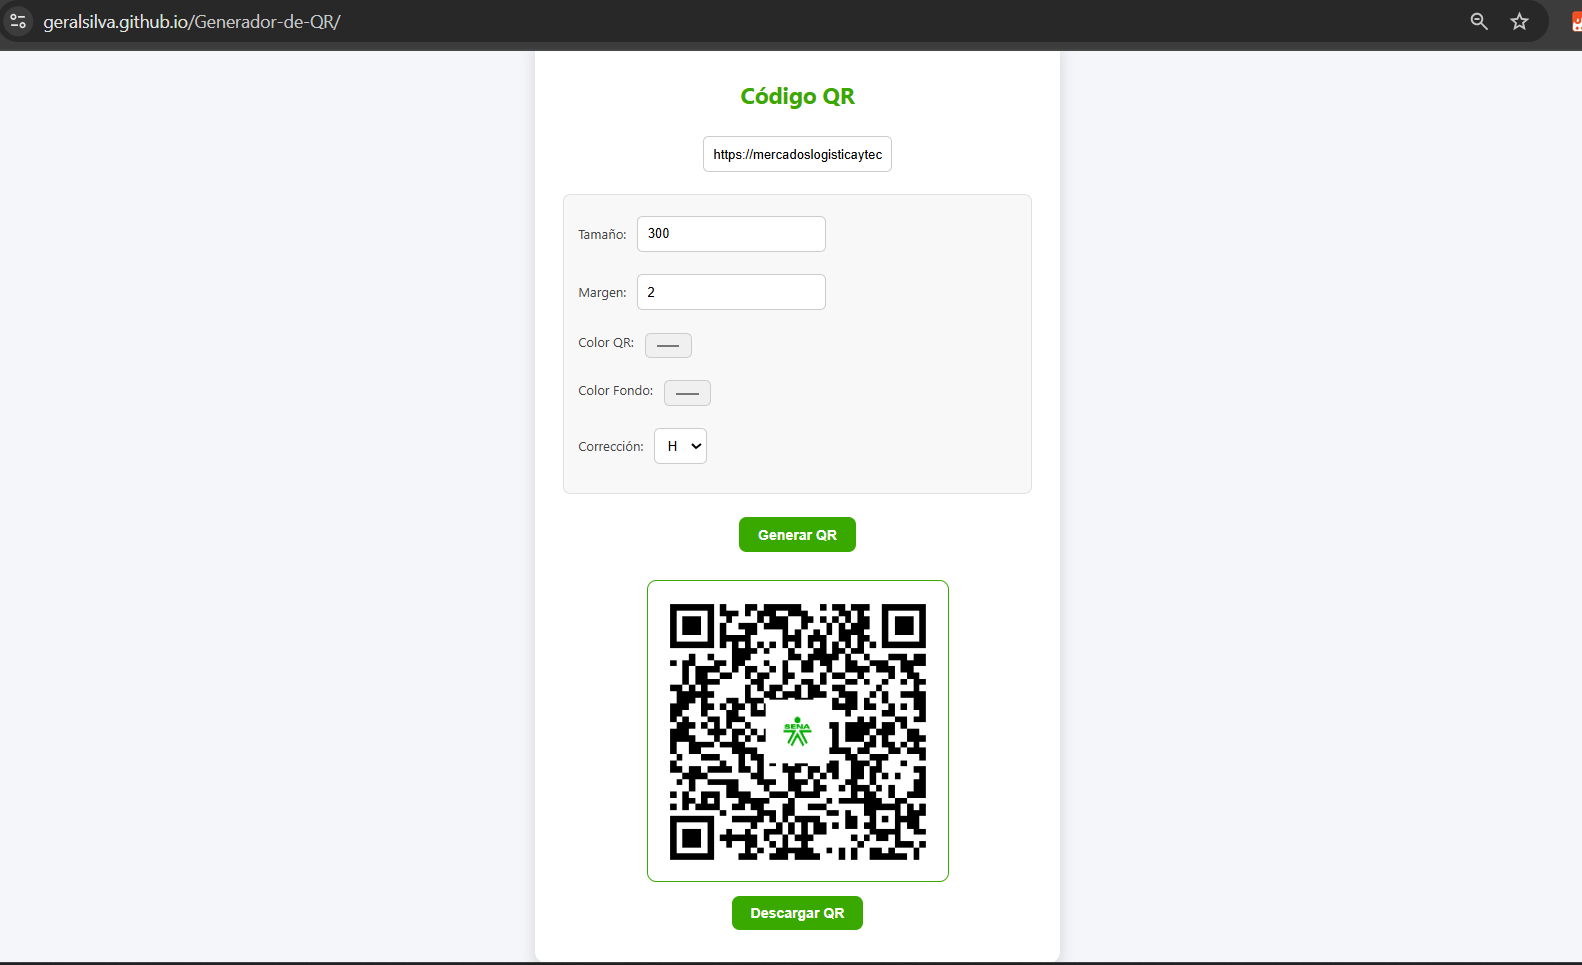 geralsilva.github.io/Generador-de-QR/
Código QR
https://mercadoslogisticaytec
Tamaño: 300
Margen: 2
Color QR:
Color Fondo:
Corrección: H
Generar QR
SENA
Descargar QR